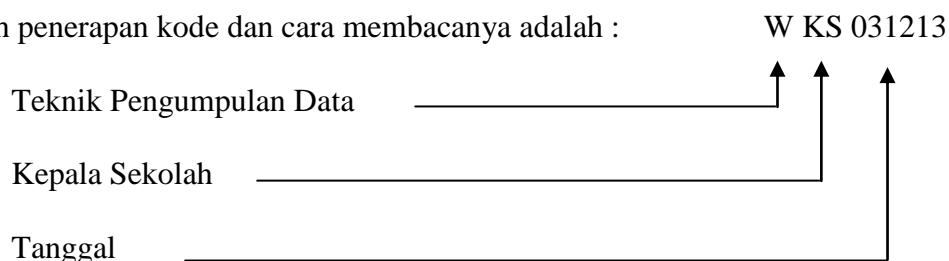 penerapan kode dan cara membacanya adalah : W KS 031213
Teknik Pengumpulan Data
Kepala Sekolah
Tanggal